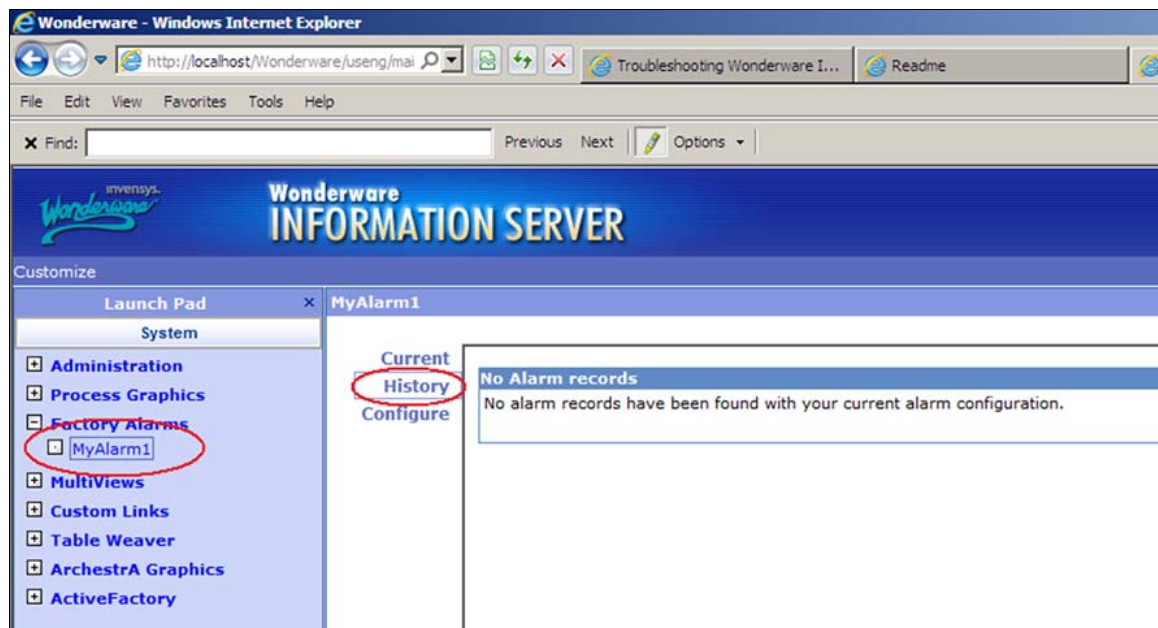 Wonderware - Windows Internet Explorer
http://localhost/Wonderware/useng/mai
Troubleshooting Wonderware I...
Readme
File Edit View Favorites Tools Help
x Find:
Previous Next Options
invensys.
Wonderware
Wonderware
INFORMATION SERVER
Customize
Launch Pad x
MyAlarm1
System
Administration
Process Graphics
Factory Alarms
MyAlarm1
MultiViews
Custom Links
Table Weaver
ArchestrA Graphics
ActiveFactory
Current
History
Configure
No Alarm records
No alarm records have been found with your current alarm configuration.